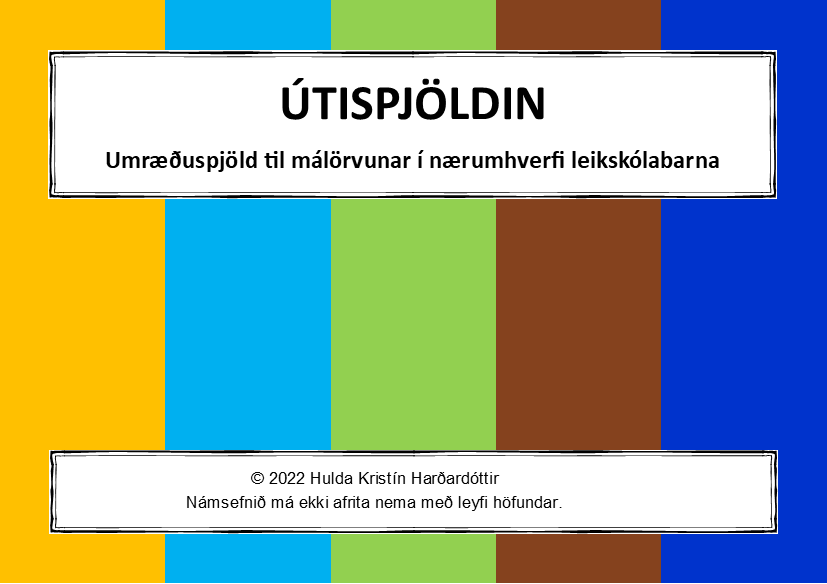 ÚTISPJÖLDIN
Umræðuspjöld til málörvunar í nærumhverfi leikskólabarna
© 2022 Hulda Kristín Harðardóttir
Námsefnið má ekki afrita nema með leyfi höfundar.